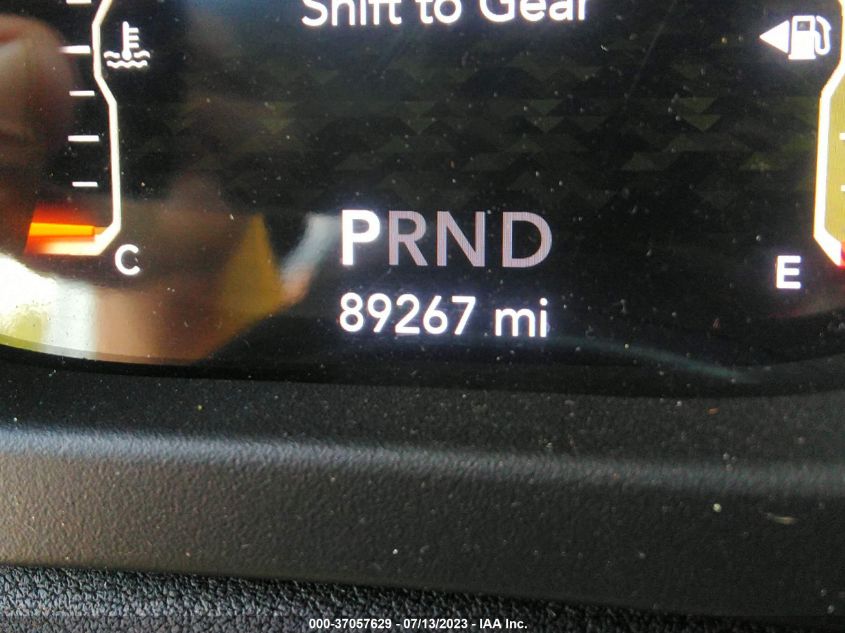 Shift to Gear
C
PRND
E
89267 mi
000-37057629 - 07/13/2023 - IAA Inc.